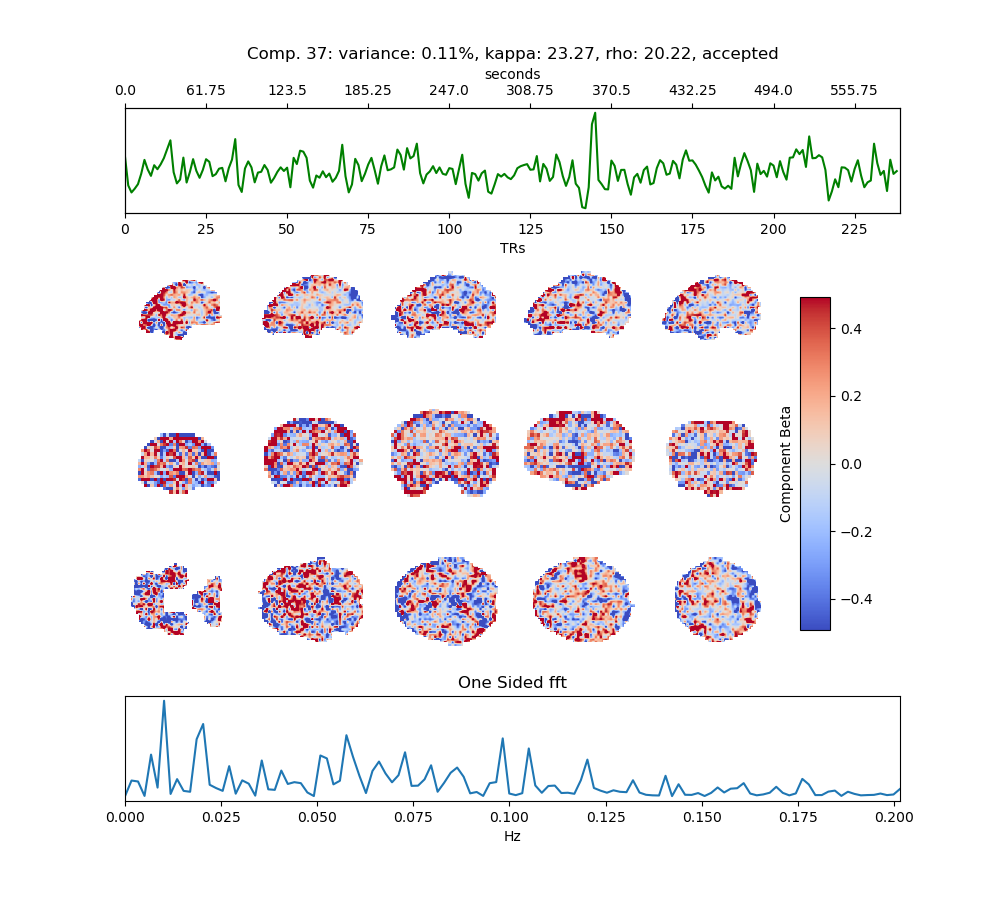 Comp. 37: variance: 0.11%, kappa: 23.27, rho: 20.22, accepted
seconds
0.0 61.75 123.5 185.25 247.0 308.75 370.5 432.25 494.0 555.75
0 25 50 75 100 125 150 175 200 225
TRs
0.4
0.2
0.0
−0.2
−0.4
Component Beta
One Sided fft
0.000 0.025 0.050 0.075 0.100 0.125 0.150 0.175 0.200
Hz